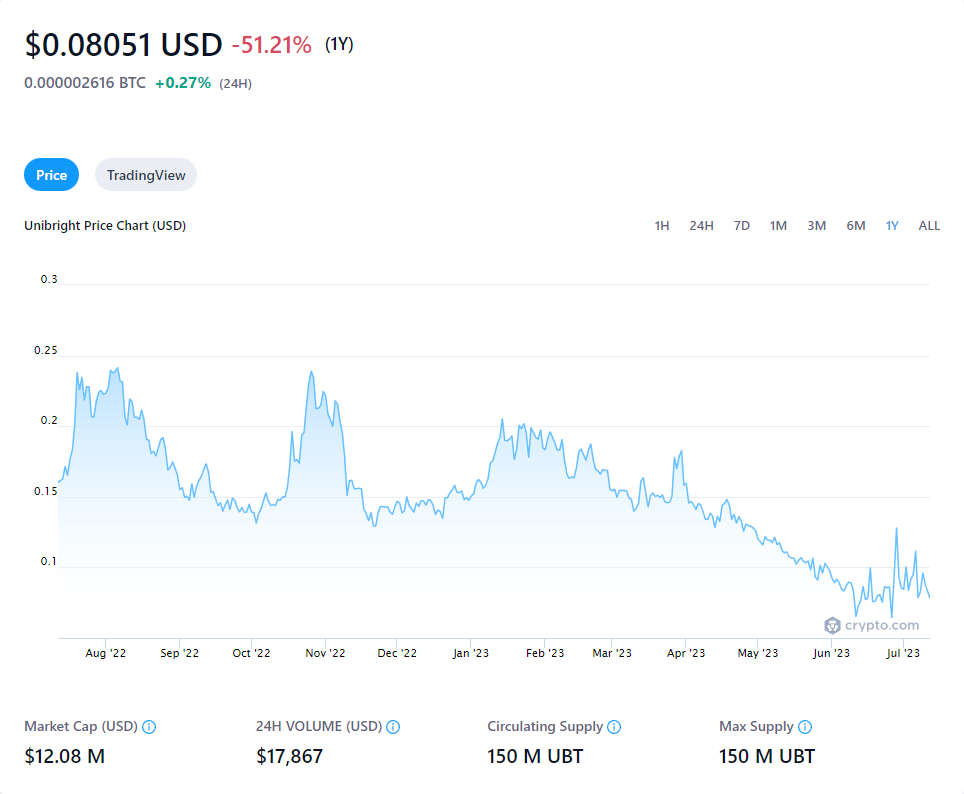 $0.08051 USD -51.21% (1Y)
0.000002616 BTC +0.27% (24H)
Price TradingView
Unibright Price Chart (USD) 1H 24H 7D 1M 3M 6M 1Y ALL
0.3
0.25
0.2
0.15
0.1
crypto.com
Aug '22 Sep '22 Oct '22 Nov '22 Dec '22 Jan '23 Feb '23 Mar '23 Apr '23 May '23 Jun '23 Jul '23
Market Cap (USD) 24H VOLUME (USD) Circulating Supply Max Supply
$12.08 M $17,867 150 M UBT 150 M UBT